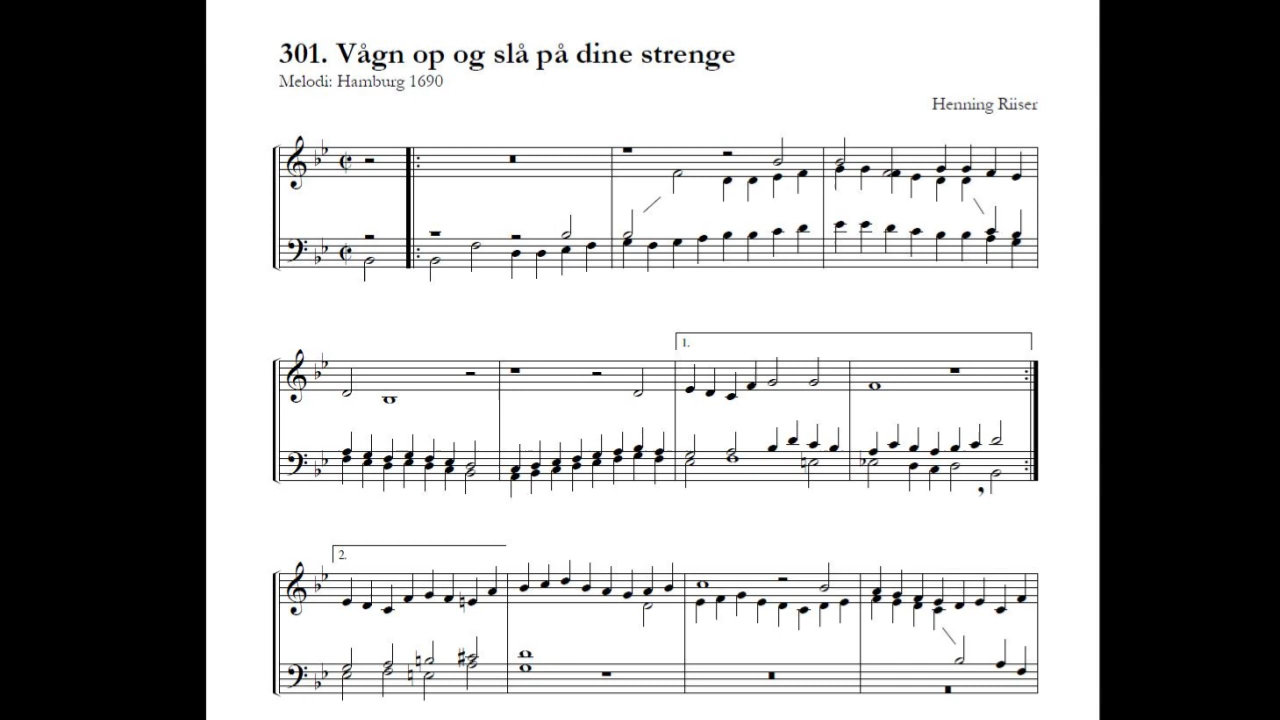 301. Vågn op og slå på dine strenge
Melodi: Hamburg 1690
Henning Riiser
1.
2.